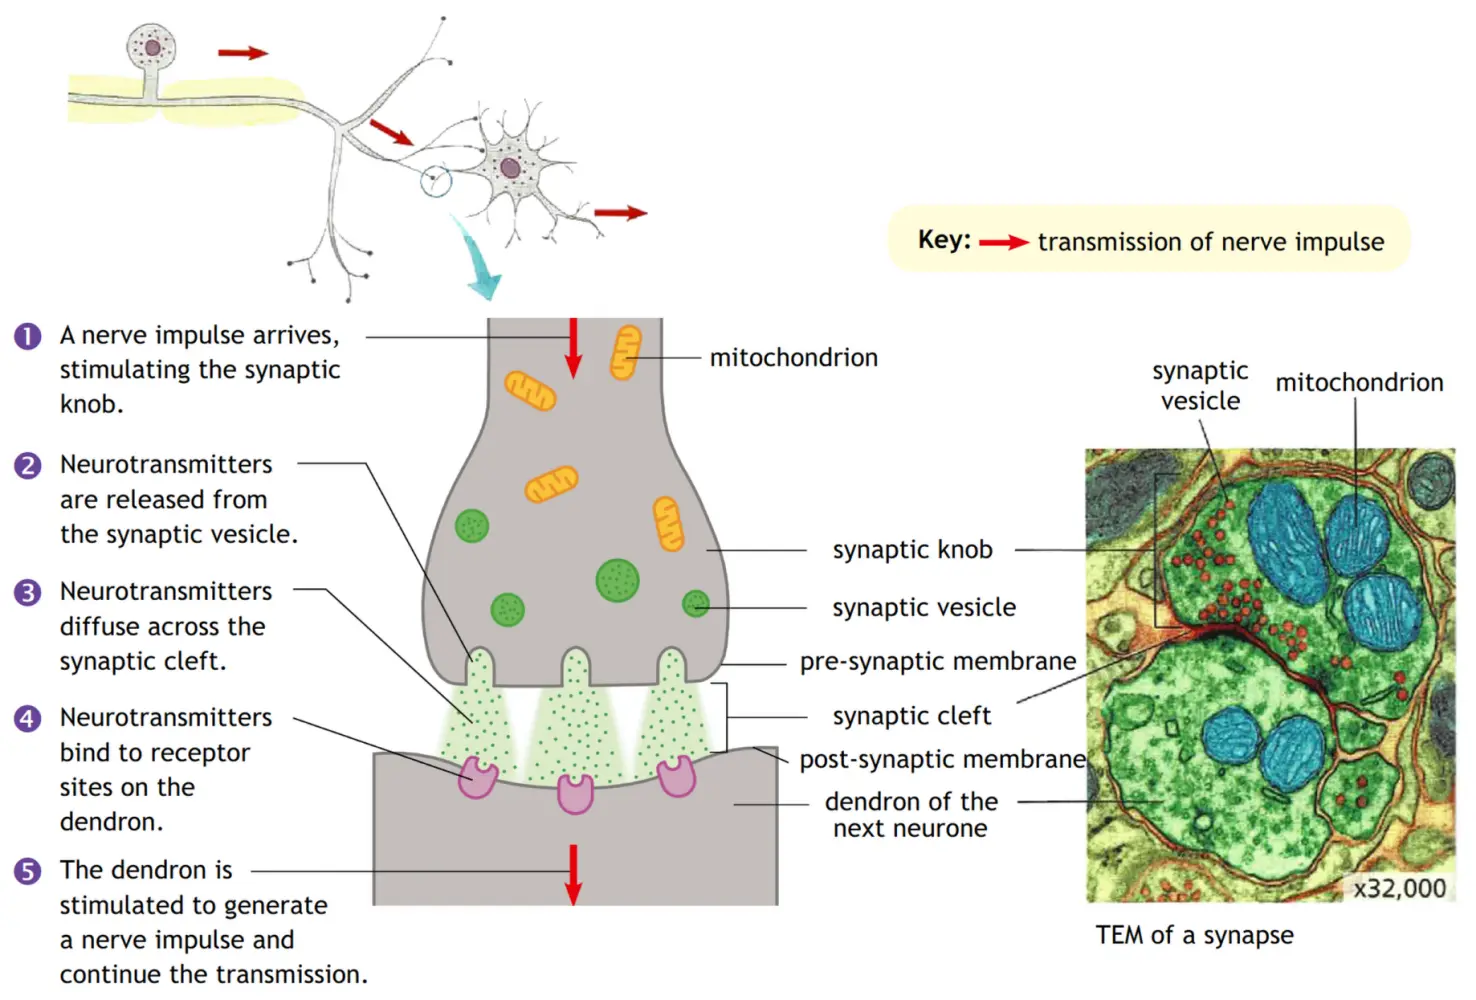 Key: transmission of nerve impulse
1 A nerve impulse arrives,
stimulating the synaptic
knob.
2 Neurotransmitters
are released from
the synaptic vesicle.
3 Neurotransmitters
diffuse across the
synaptic cleft.
4 Neurotransmitters
bind to receptor
sites on the
dendron.
5 The dendron is
stimulated to generate
a nerve impulse and
continue the transmission.
mitochondrion
synaptic knob
synaptic vesicle
pre-synaptic membrane
synaptic cleft
post-synaptic membrane
dendron of the
next neurone
synaptic
vesicle
mitochondrion
x32,000
TEM of a synapse